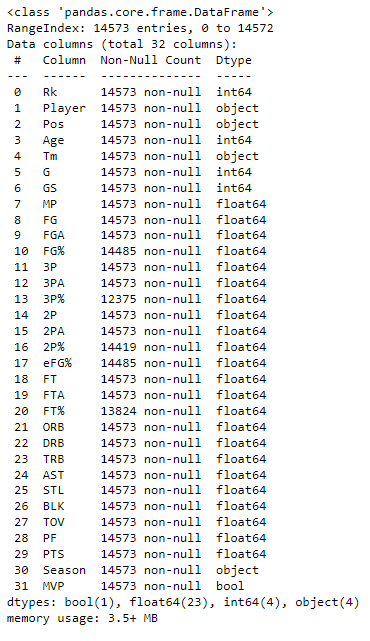 <class 'pandas.core.frame.DataFrame'>
RangeIndex: 14573 entries, 0 to 14572
Data columns (total 32 columns):
 #   Column  Non-Null Count  Dtype
---  ------  --------------  -----
 0   Rk      14573 non-null  int64
 1   Player  14573 non-null  object
 2   Pos     14573 non-null  object
 3   Age     14573 non-null  int64
 4   Tm      14573 non-null  object
 5   G       14573 non-null  int64
 6   GS      14573 non-null  int64
 7   MP      14573 non-null  float64
 8   FG      14573 non-null  float64
 9   FGA     14573 non-null  float64
 10  FG%     14485 non-null  float64
 11  3P      14573 non-null  float64
 12  3PA     14573 non-null  float64
 13  3P%     12375 non-null  float64
 14  2P      14573 non-null  float64
 15  2PA     14573 non-null  float64
 16  2P%     14419 non-null  float64
 17  eFG%    14485 non-null  float64
 18  FT      14573 non-null  float64
 19  FTA     14573 non-null  float64
 20  FT%     13824 non-null  float64
 21  ORB     14573 non-null  float64
 22  DRB     14573 non-null  float64
 23  TRB     14573 non-null  float64
 24  AST     14573 non-null  float64
 25  STL     14573 non-null  float64
 26  BLK     14573 non-null  float64
 27  TOV     14573 non-null  float64
 28  PF      14573 non-null  float64
 29  PTS     14573 non-null  float64
 30  Season  14573 non-null  object
 31  MVP     14573 non-null  bool
dtypes: bool(1), float64(23), int64(4), object(4)
memory usage: 3.5+ MB